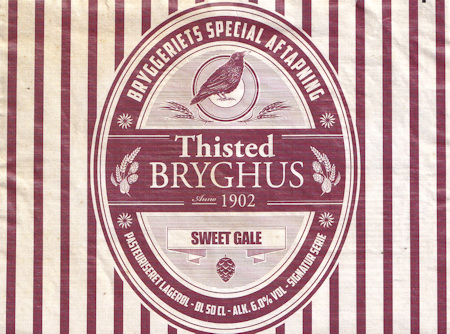 BRYGGERIETS SPECIAL AFTAPNING
Thisted
BRYGHUS
Anno 1902
SWEET GALE
PASTEURISERET LAGERØL - ØL 50 CL - ALK. 6,0% VOL - SIGNATUR SERIE